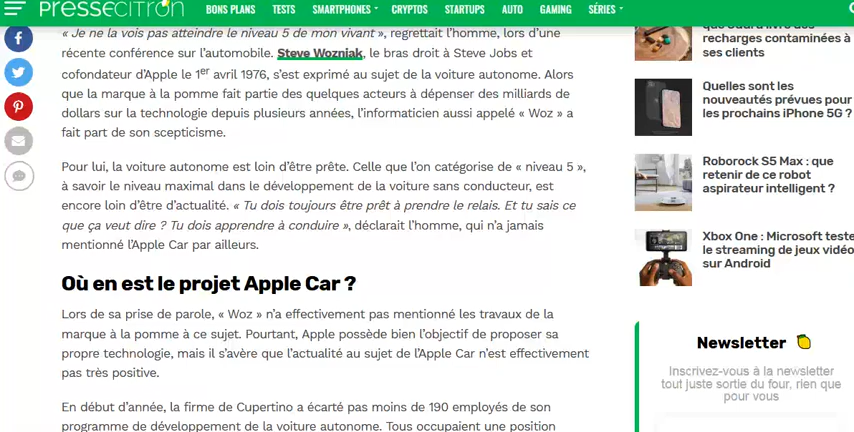 PRESSECITRON
BONS PLANS
TESTS
SMARTPHONES
CRYPTOS
STARTUPS
AUTO
GAMING
SÉRIES
« Je ne la vois pas atteindre le niveau 5 de mon vivant », regrettait l’homme, lors d’une
récente conférence sur l’automobile. Steve Wozniak, le bras droit à Steve Jobs et
cofondateur d’Apple le 1er avril 1976, s’est exprimé au sujet de la voiture autonome. Alors
que la marque à la pomme fait partie des quelques acteurs à dépenser des milliards de
dollars sur la technologie depuis plusieurs années, l’informaticien aussi appelé « Woz » a
fait part de son scepticisme.
Pour lui, la voiture autonome est loin d’être prête. Celle que l’on catégorise de « niveau 5 »,
à savoir le niveau maximal dans le développement de la voiture sans conducteur, est
encore loin d’être d’actualité. « Tu dois toujours être prêt à prendre le relais. Et tu sais ce
que ça veut dire ? Tu dois apprendre à conduire », déclarait l’homme, qui n’a jamais
mentionné l’Apple Car par ailleurs.
Où en est le projet Apple Car ?
Lors de sa prise de parole, « Woz » n’a effectivement pas mentionné les travaux de la
marque à la pomme à ce sujet. Pourtant, Apple possède bien l’objectif de proposer sa
propre technologie, mais il s’avère que l’actualité au sujet de l’Apple Car n’est effectivement
pas très positive.
En début d’année, la firme de Cupertino a écarté pas moins de 190 employés de son
programme de développement de la voiture autonome. Tous occupaient une position
recharges contaminées à
ses clients
Quelles sont les
nouveautés prévues pour
les prochains iPhone 5G ?
Roborock S5 Max : que
retenir de ce robot
aspirateur intelligent ?
Xbox One : Microsoft teste
le streaming de jeux vidéo
sur Android
Newsletter
Inscrivez-vous à la newsletter
tout juste sortie du four, rien que
pour vous